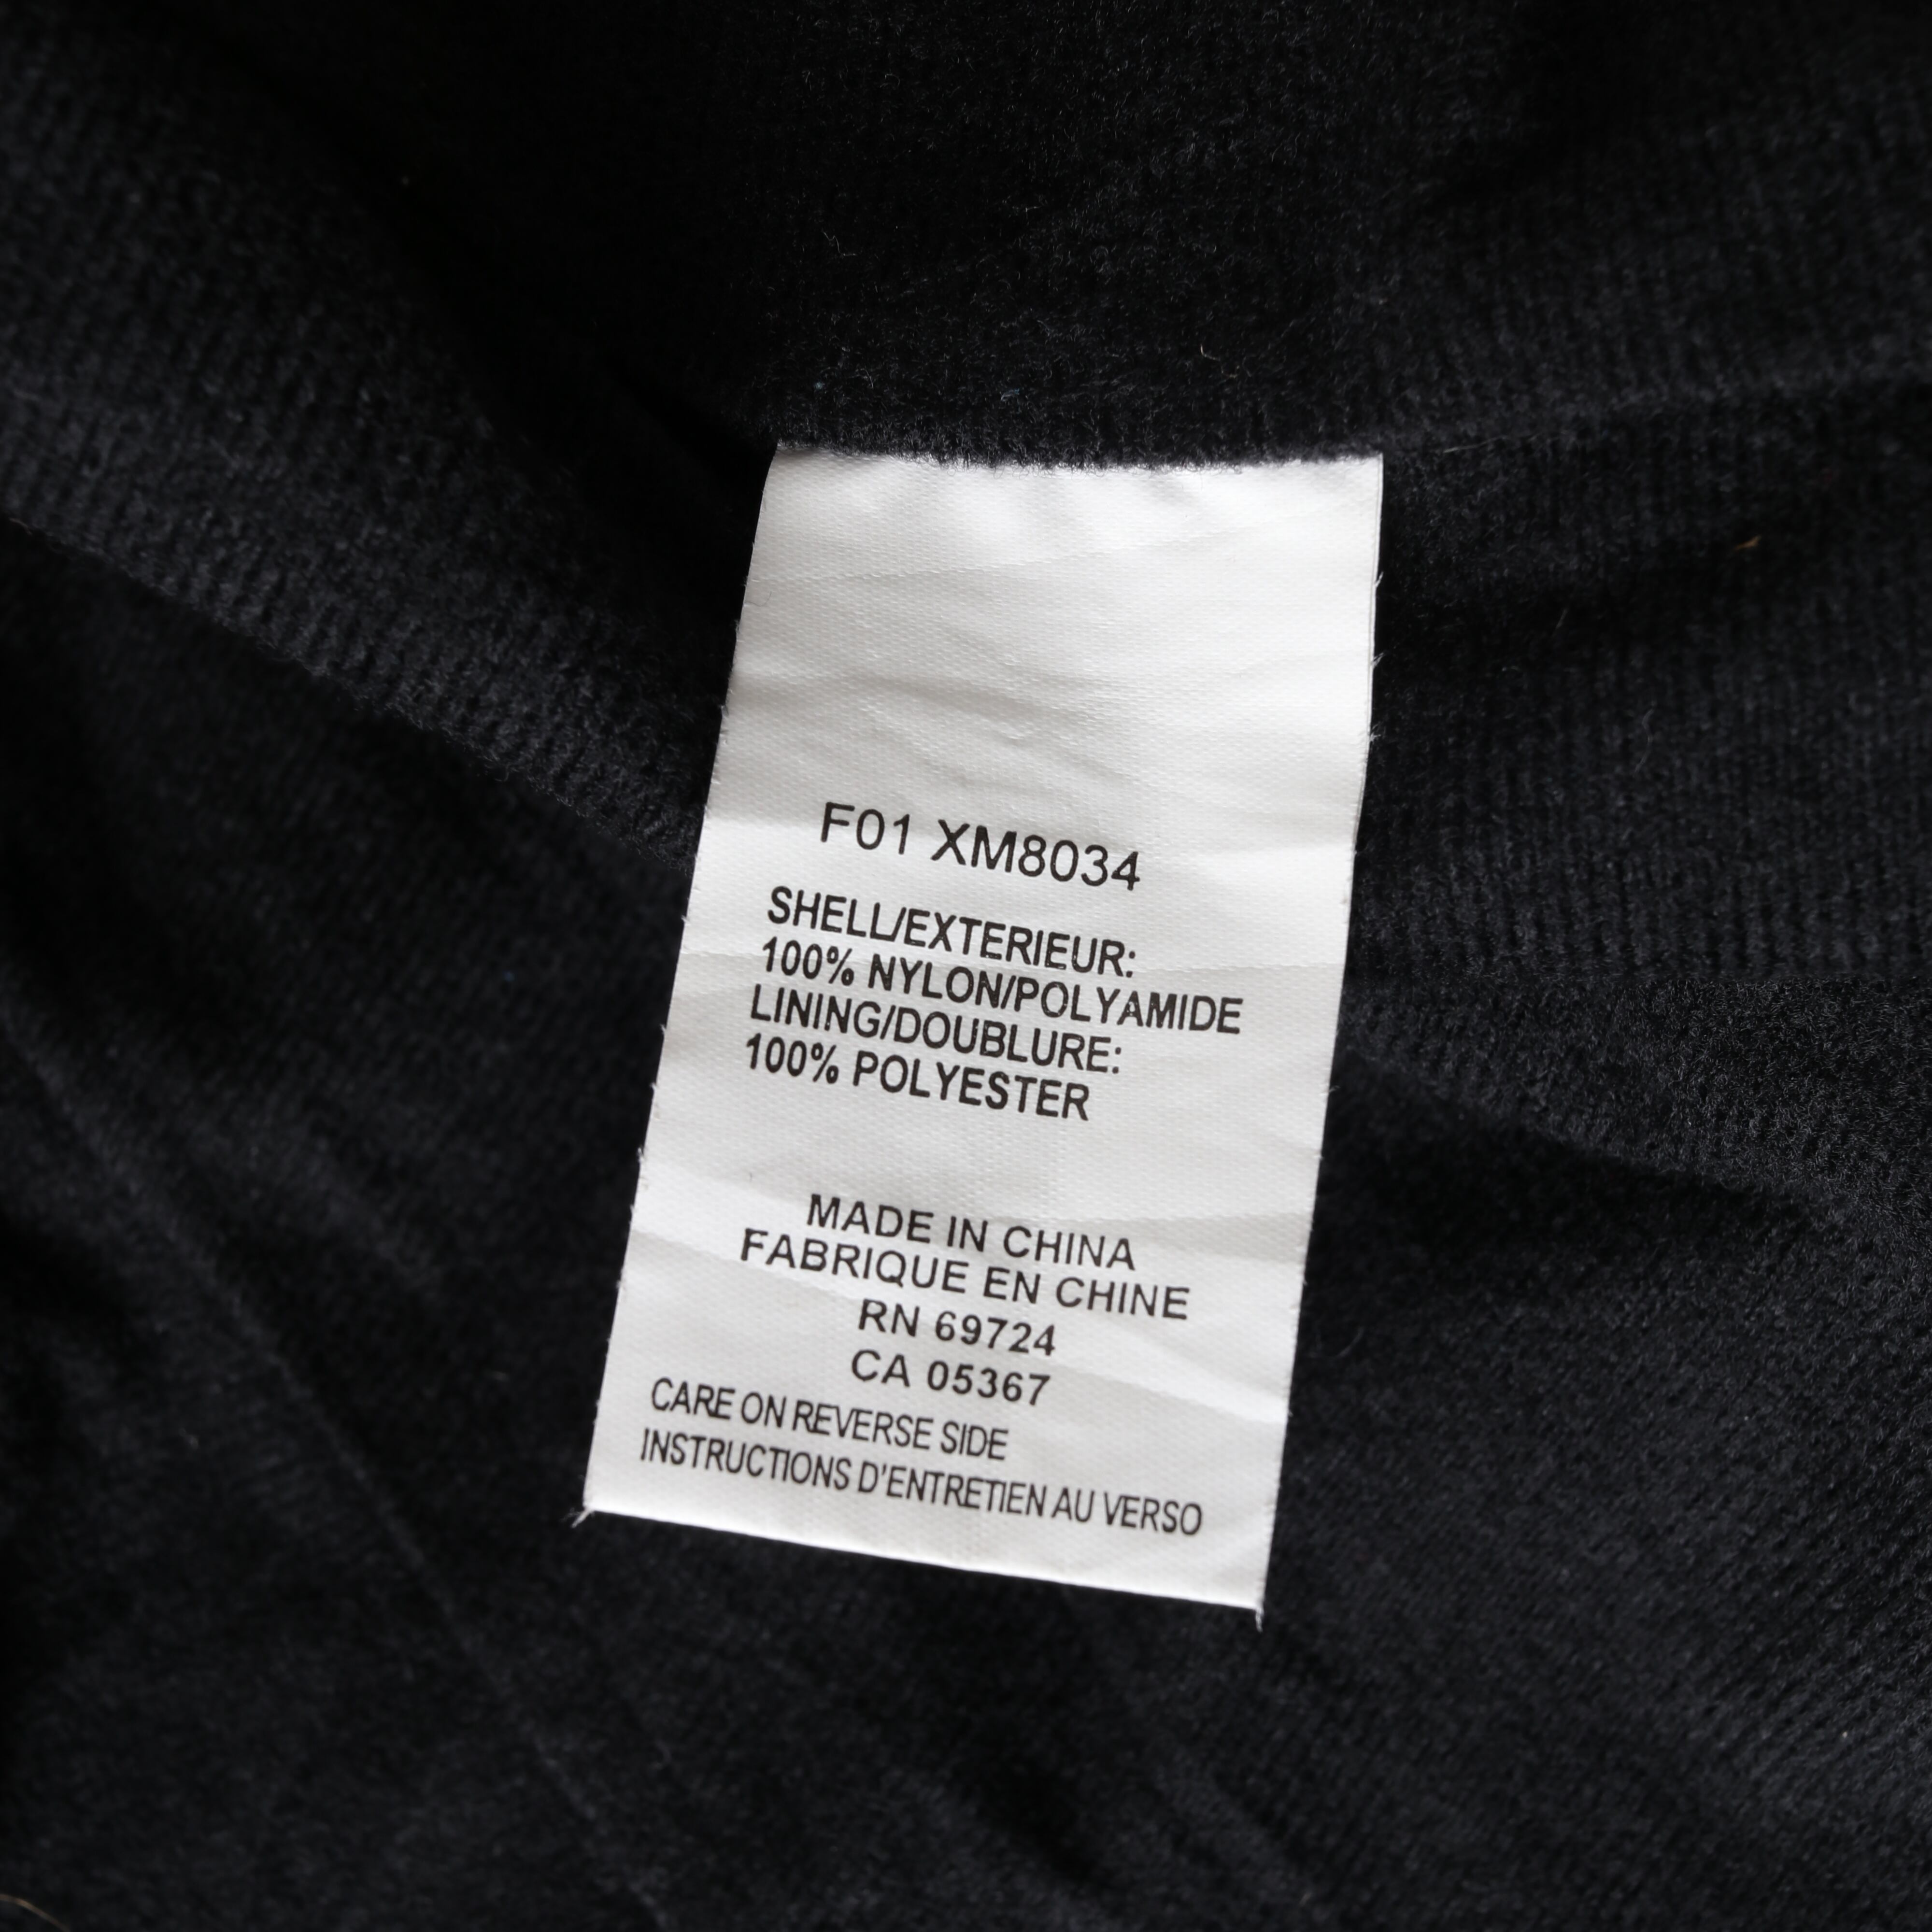 F01 XM8034
SHELL/EXTERIEUR:
100% NYLON/POLYAMIDE
LINING/DOUBLURE:
100% POLYESTER
MADE IN CHINA
FABRIQUE EN CHINE
RN 69724
CA 05367
CARE ON REVERSE SIDE
INSTRUCTIONS D'ENTRETIEN AU VERSO